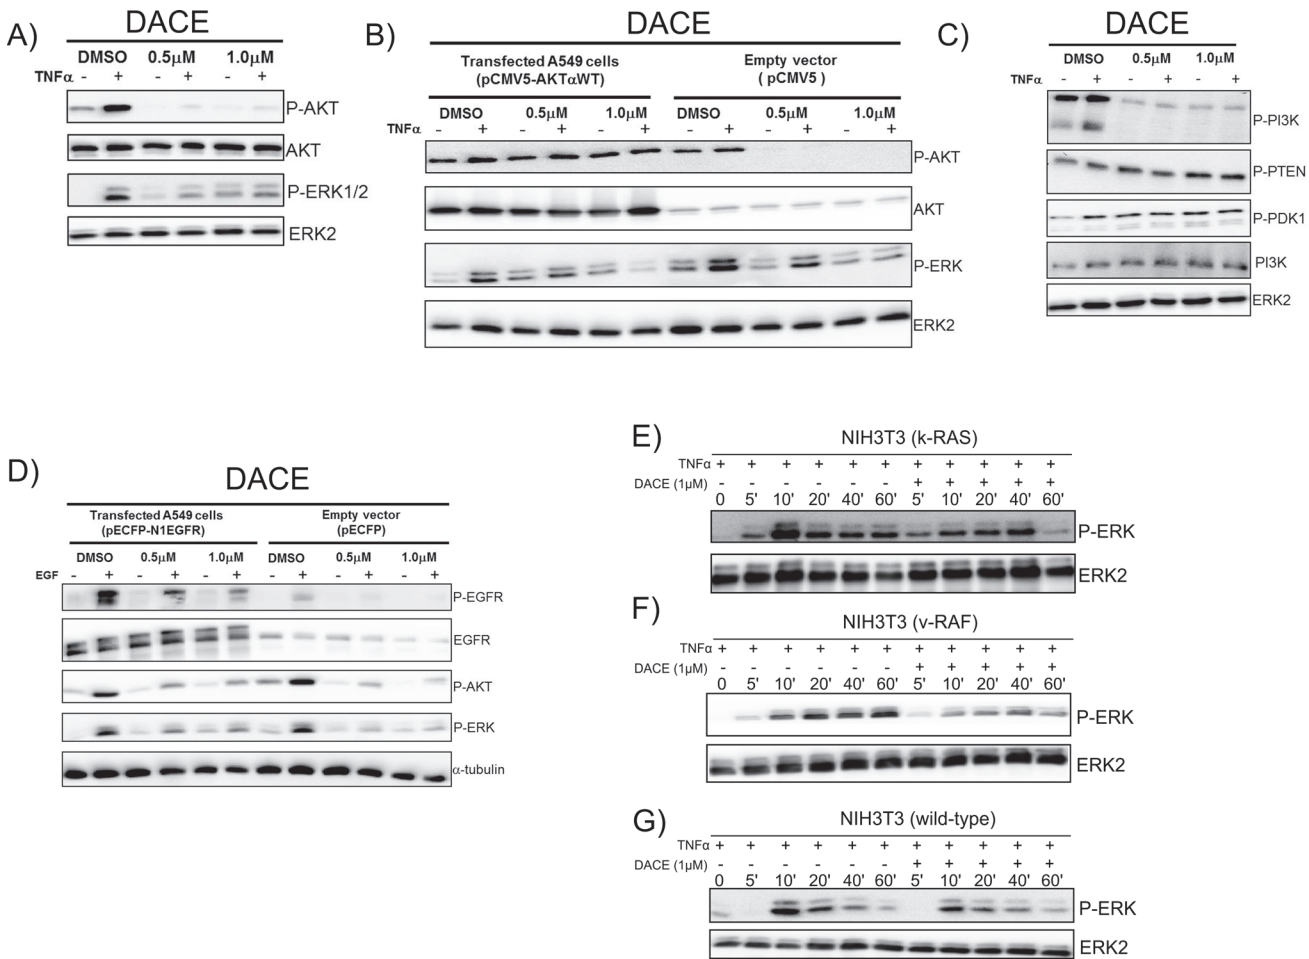 A)
DACE
DMSO 0.5μM 1.0μM
TNFα - + - + - +
P-AKT
AKT
P-ERK1/2
ERK2
B)
DACE
Transfected A549 cells
(pCMV5-AKTαWT)
Empty vector
( pCMV5 )
DMSO 0.5μM 1.0μM DMSO 0.5μM 1.0μM
TNFα - + - + - + - + - + - +
P-AKT
AKT
P-ERK
ERK2
C)
DACE
DMSO 0.5μM 1.0μM
TNFα - + - + - +
P-PI3K
P-PTEN
P-PDK1
PI3K
ERK2
D)
DACE
Transfected A549 cells
(pECFP-N1EGFR)
Empty vector
(pECFP)
DMSO 0.5μM 1.0μM DMSO 0.5μM 1.0μM
EGF - + - + - + - + - + - +
P-EGFR
EGFR
P-AKT
P-ERK
α-tubulin
E)
NIH3T3 (k-RAS)
TNFα + + + + + + + + + + +
DACE (1μM) - - - - - - + + + + +
0 5' 10' 20' 40' 60' 5' 10' 20' 40' 60'
P-ERK
ERK2
F)
NIH3T3 (v-RAF)
TNFα + + + + + + + + + + +
DACE (1μM) - - - - - - + + + + +
0 5' 10' 20' 40' 60' 5' 10' 20' 40' 60'
P-ERK
ERK2
G)
NIH3T3 (wild-type)
TNFα + + + + + + + + + + +
DACE (1μM) - - - - - - + + + + +
0 5' 10' 20' 40' 60' 5' 10' 20' 40' 60'
P-ERK
ERK2